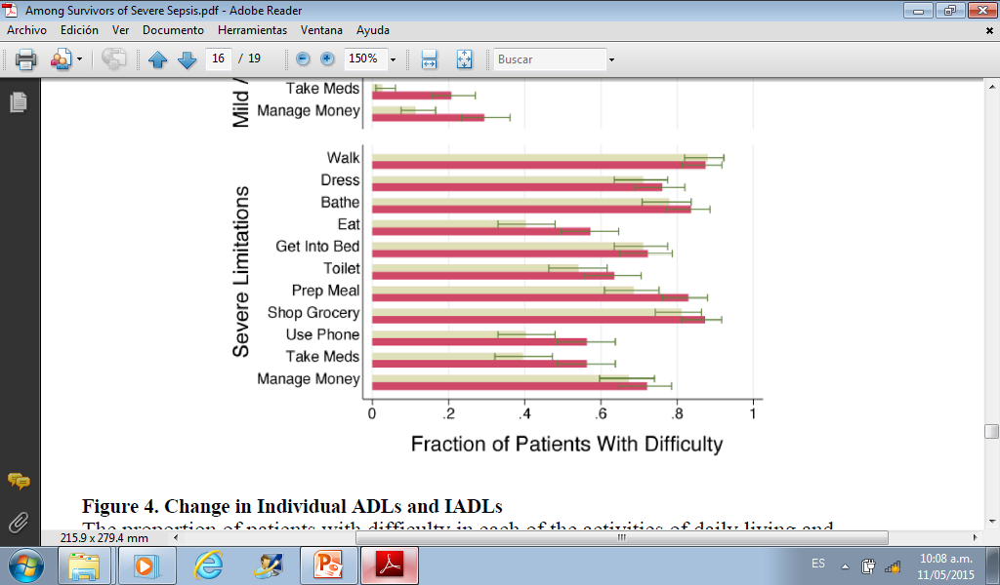 Among Survivors of Severe Sepsis.pdf - Adobe Reader
Archivo Edición Ver Documento Herramientas Ventana Ayuda
16 / 19 150% Buscar
Mild /
Take Meds
Manage Money
Severe Limitations
Walk
Dress
Bathe
Eat
Get Into Bed
Toilet
Prep Meal
Shop Grocery
Use Phone
Take Meds
Manage Money
0 .2 .4 .6 .8 1
Fraction of Patients With Difficulty
Figure 4. Change in Individual ADLs and IADLs
The proportion of patients with difficulty in each of the activities of daily living and
215.9 x 279.4 mm
ES
10:08 a.m.
11/05/2015